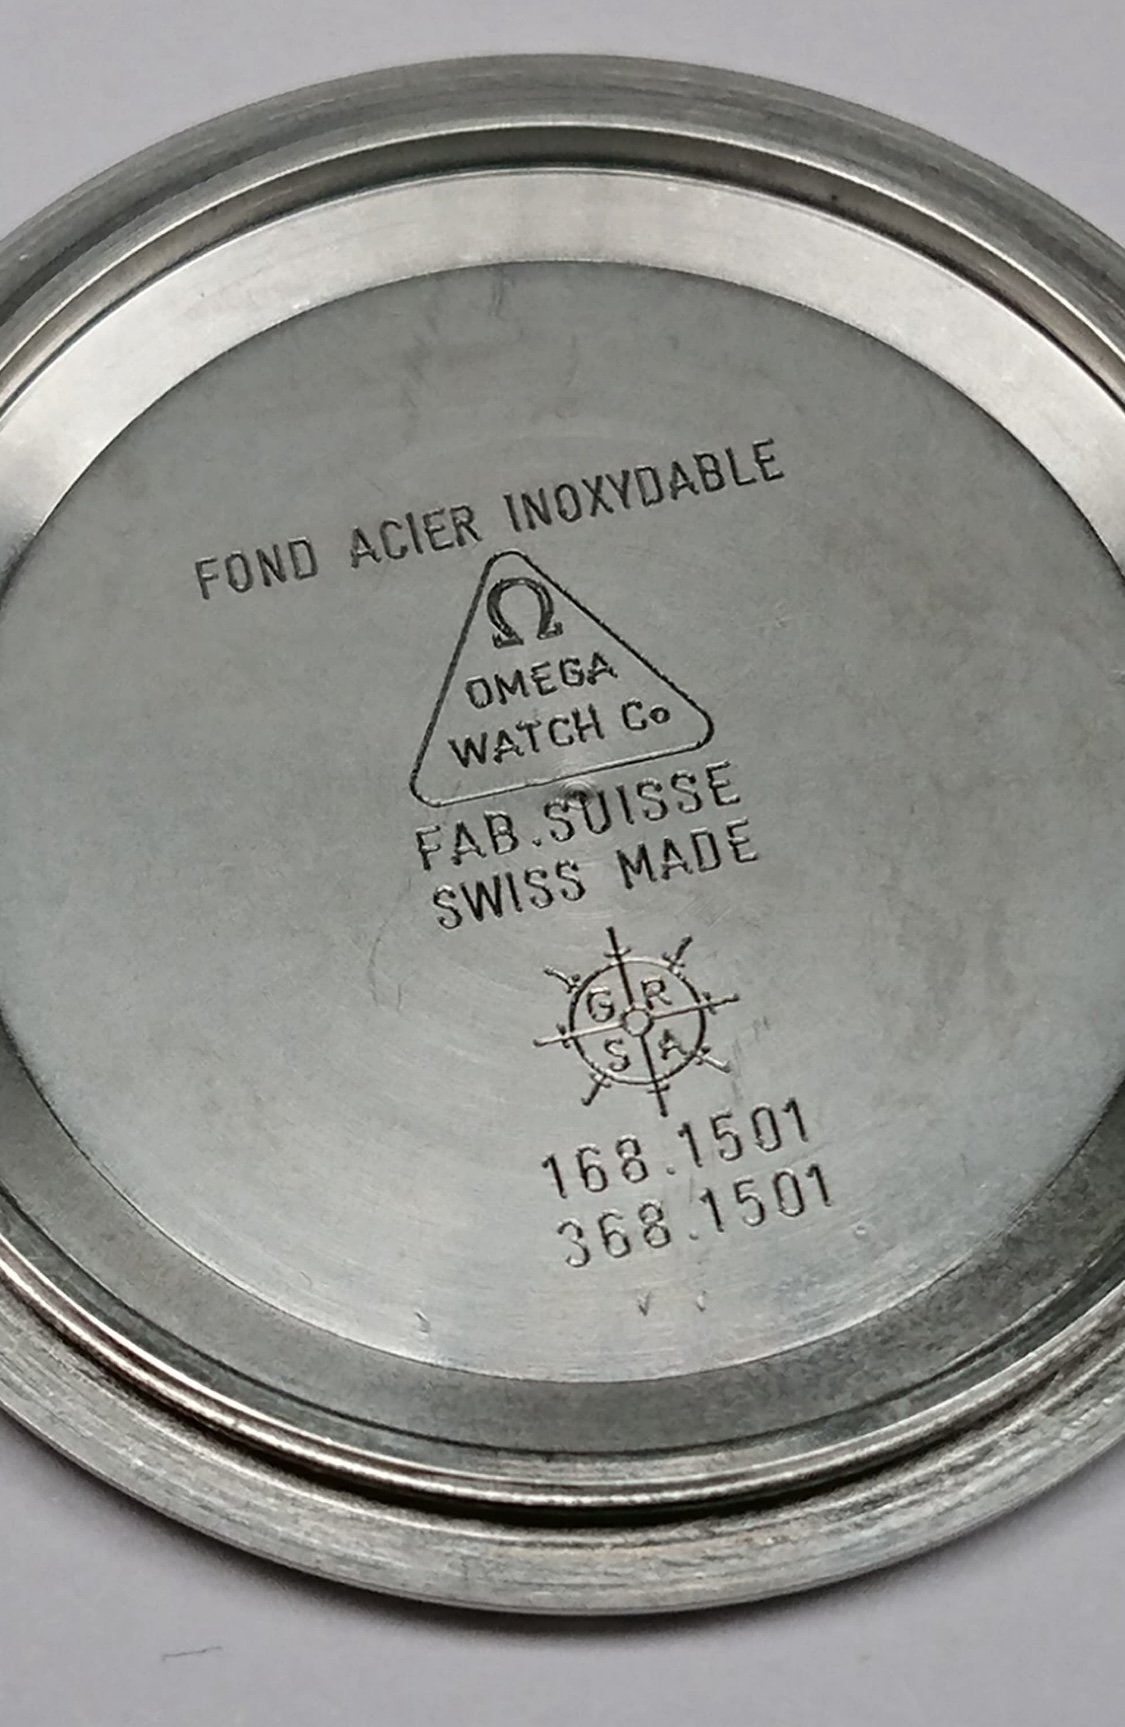 FOND ACIER INOXYDABLE
Ω
OMEGA
WATCH Co
FAB.SUISSE
SWISS MADE
G R
S A
168.1501
368.1501